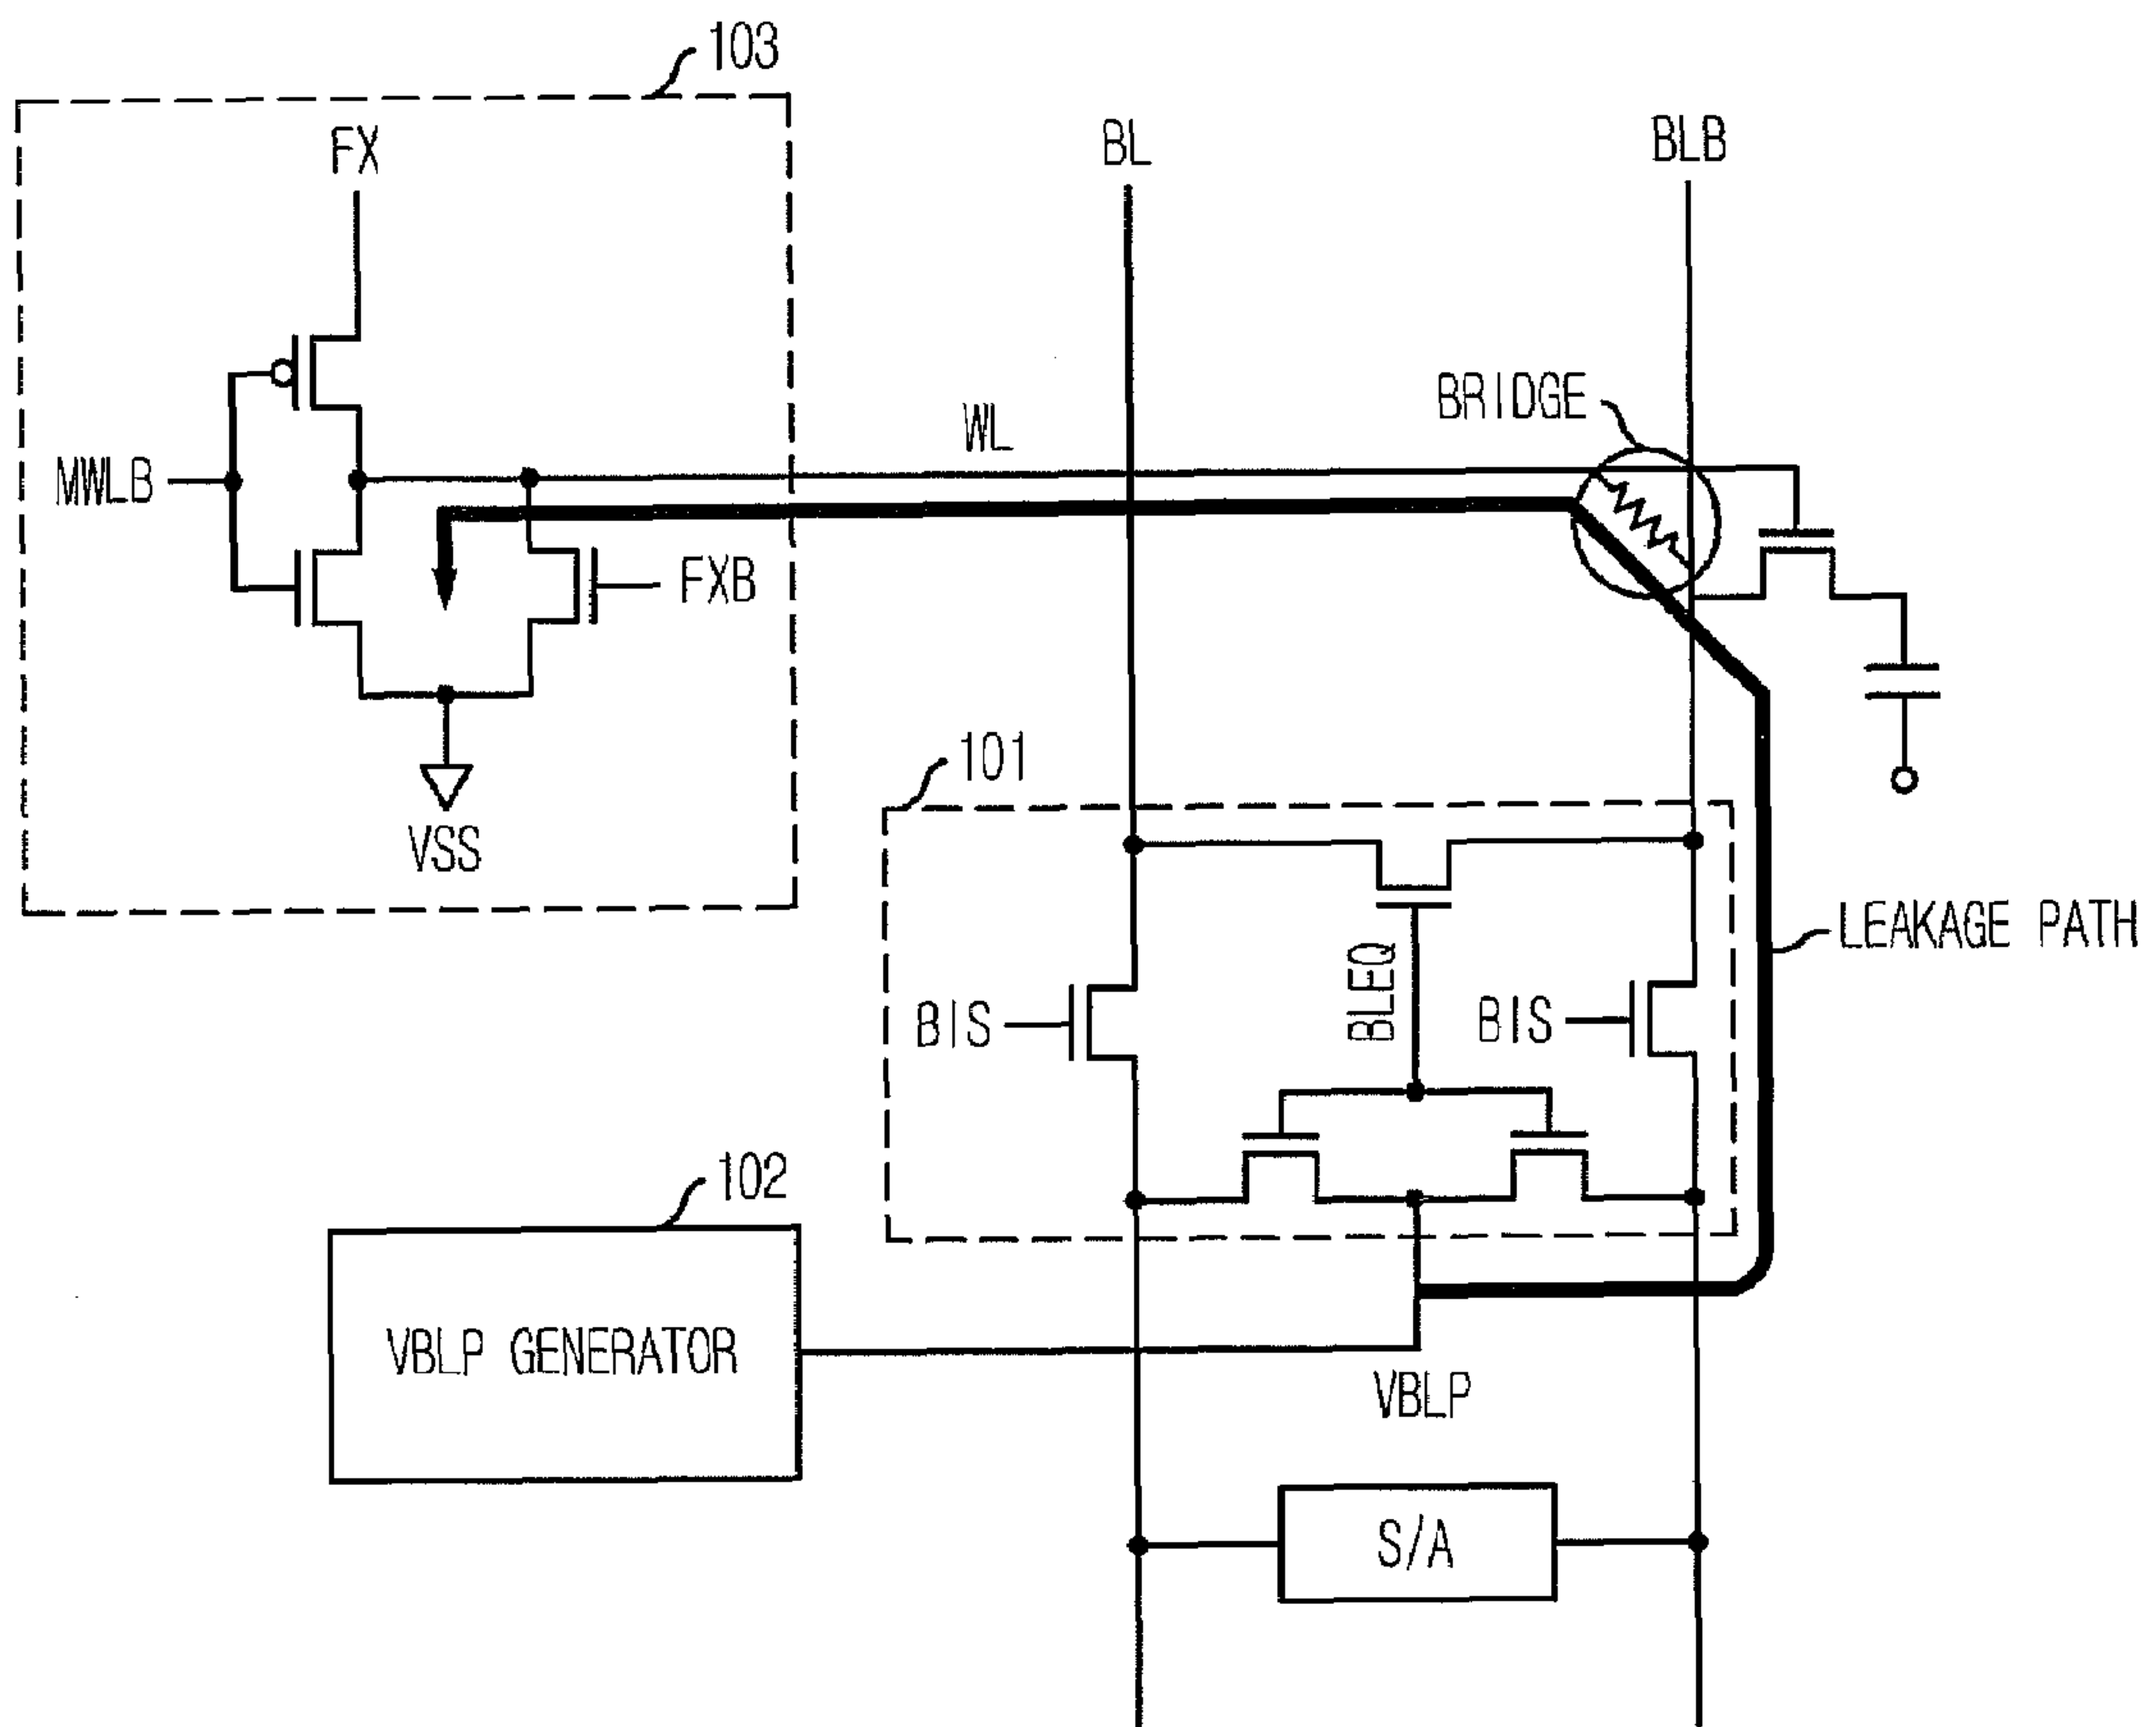 103
FX
BL
BLB
BRIDGE
WL
MWLB
FXB
101
VSS
LEAKAGE PATH
BLEQ
BIS
BIS
102
VBLP GENERATOR
VBLP
S/A